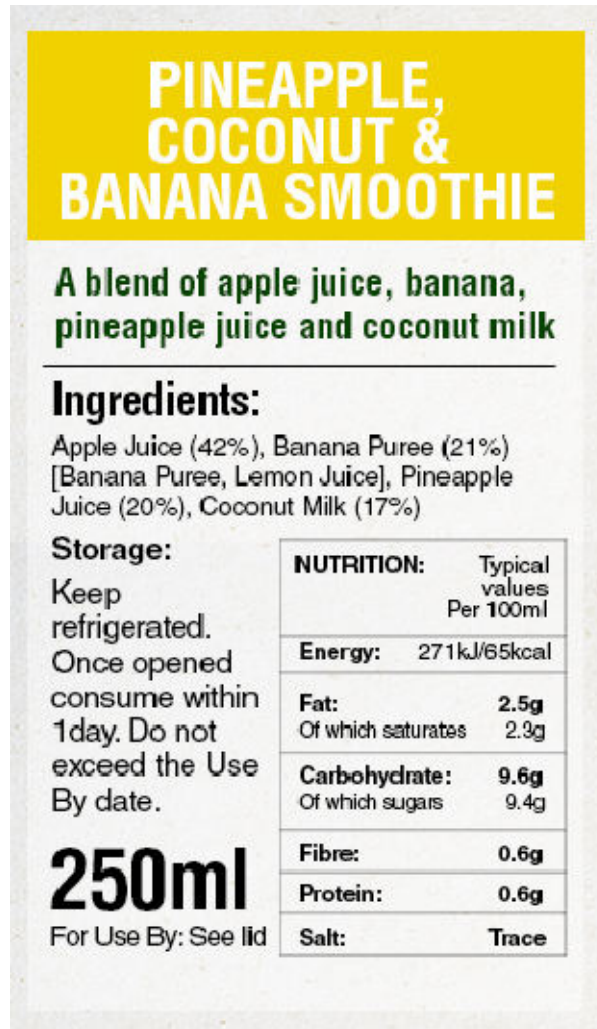 PINEAPPLE,
COCONUT &
BANANA SMOOTHIE
A blend of apple juice, banana,
pineapple juice and coconut milk
Ingredients:
Apple Juice (42%), Banana Puree (21%)
[Banana Puree, Lemon Juice], Pineapple
Juice (20%), Coconut Milk (17%)
Storage:
Keep
refrigerated.
Once opened
consume within
1day. Do not
exceed the Use
By date.
250ml
For Use By: See lid
NUTRITION: Typical
values
Per 100ml
Energy: 271kJ/65kcal
Fat: 2.5g
Of which saturates 2.3g
Carbohydrate: 9.6g
Of which sugars 9.4g
Fibre: 0.6g
Protein: 0.6g
Salt: Trace